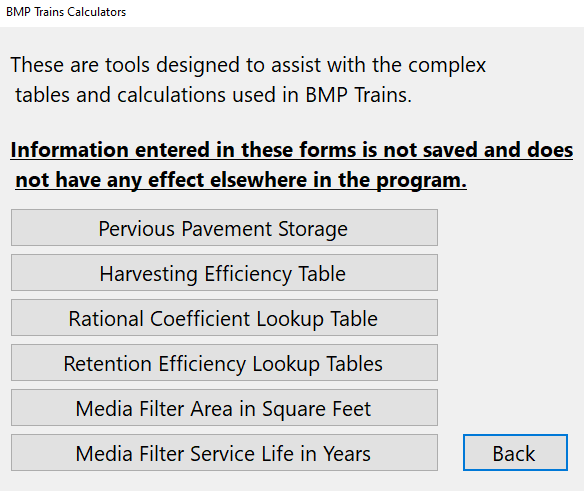 BMP Trains Calculators
These are tools designed to assist with the complex
tables and calculations used in BMP Trains.
Information entered in these forms is not saved and does
not have any effect elsewhere in the program.
Pervious Pavement Storage
Harvesting Efficiency Table
Rational Coefficient Lookup Table
Retention Efficiency Lookup Tables
Media Filter Area in Square Feet
Media Filter Service Life in Years
Back